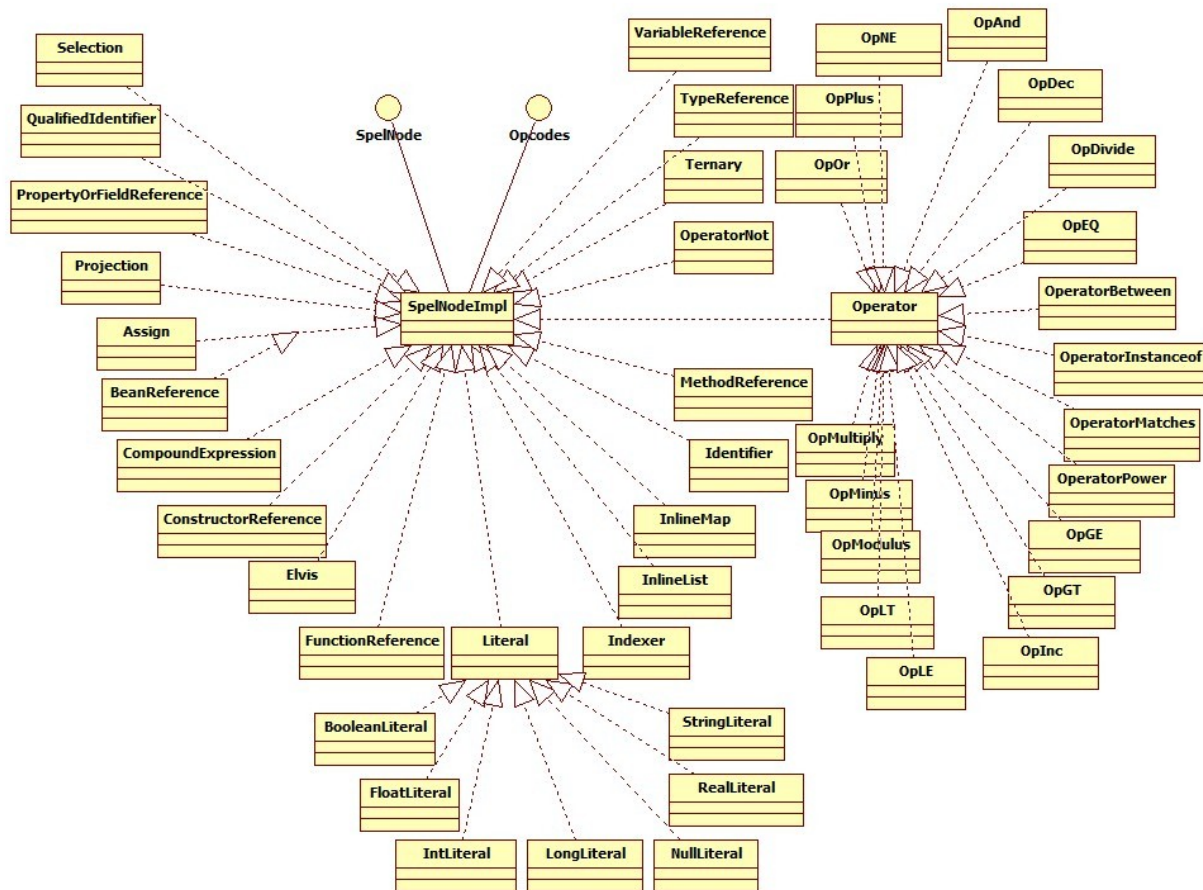 OpAnd
VariableReference
OpNE
Selection
OpDec
TypeReference
OpPlus
QualifiedIdentifier
SpelNode
Opcodes
OpDivide
Ternary
OpOr
PropertyOrFieldReference
OpEQ
OperatorNot
Projection
OperatorBetween
SpelNodeImpl
Operator
Assign
OperatorInstanceof
BeanReference
MethodReference
OperatorMatches
OpMultiply
CompoundExpression
Identifier
OperatorPower
OpMinus
ConstructorReference
InlineMap
OpGE
OpModulus
Elvis
InlineList
OpGT
OpLT
FunctionReference
Literal
Indexer
OpInc
OpLE
StringLiteral
BooleanLiteral
RealLiteral
FloatLiteral
IntLiteral
LongLiteral
NullLiteral